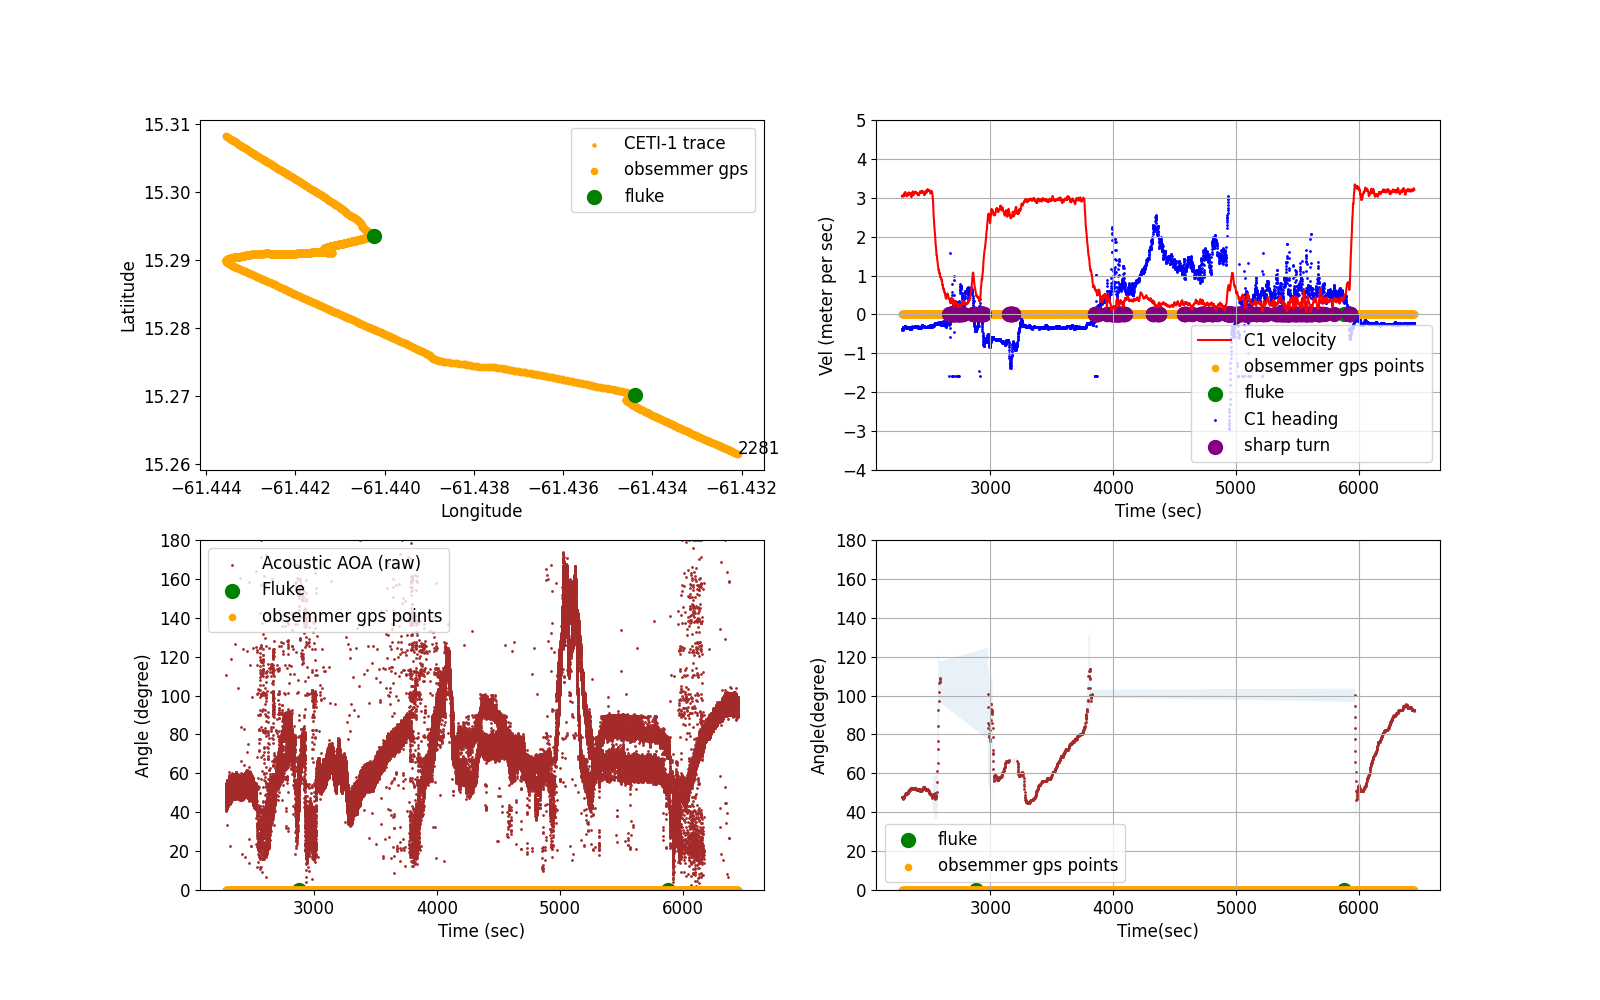 15.31
15.30
15.29
15.28
15.27
15.26
Latiitiude
CETI-1 trace
obsemmer gps
fluke
2281
−61.444 −61.442 −61.440 −61.438 −61.436 −61.434 −61.432
Longitude
5
4
3
2
1
0
−1
−2
−3
−4
Vel (meter per sec)
C1 velocity
obsemmer gps points
fluke
C1 heading
sharp turn
3000 4000 5000 6000
Time (sec)
180
160
140
120
100
80
60
40
20
0
Angle (degree)
Acoustic AOA (raw)
Fluke
obsemmer gps points
3000 4000 5000 6000
Time (sec)
180
160
140
120
100
80
60
40
20
0
Angle(degree)
fluke
obsemmer gps points
3000 4000 5000 6000
Time(sec)